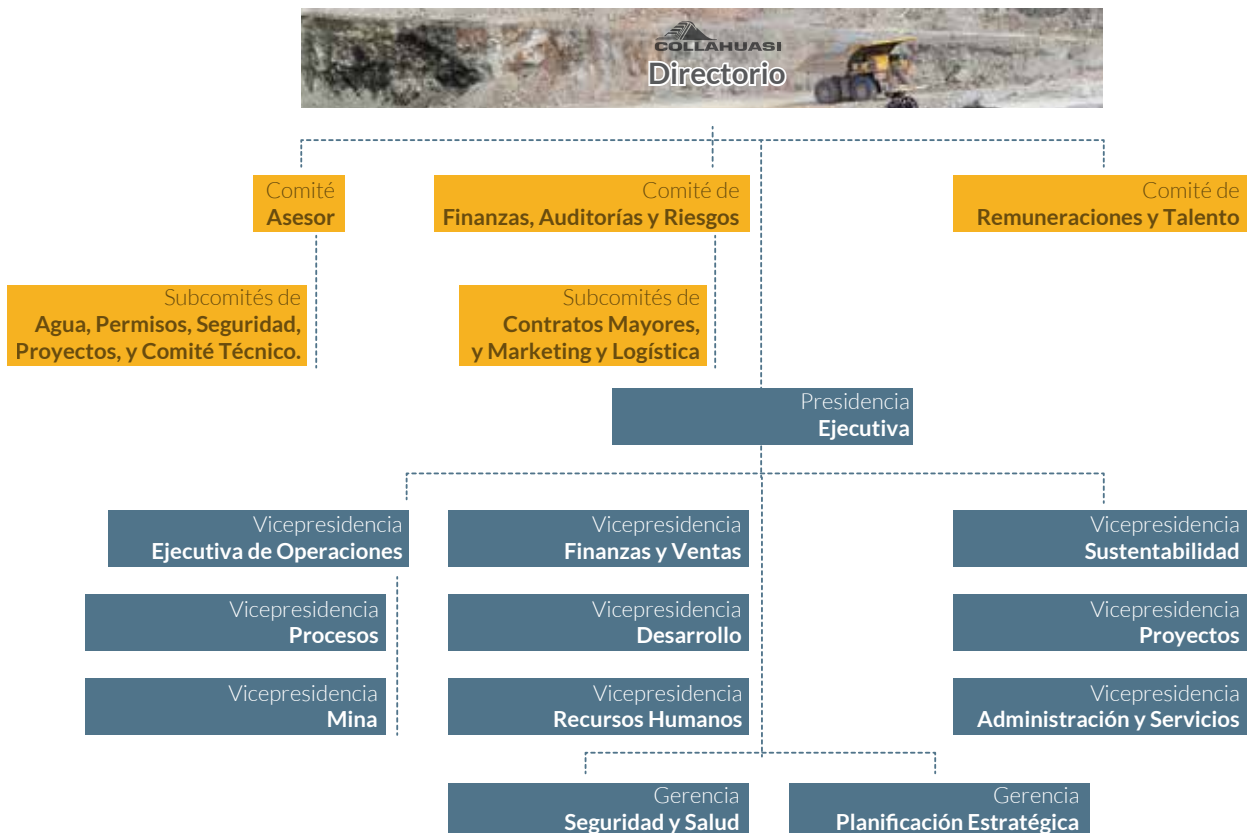 COLLAHUASI
Directorio
Comité
Asesor
Comité de
Finanzas, Auditorías y Riesgos
Comité de
Remuneraciones y Talento
Subcomités de
Agua, Permisos, Seguridad,
Proyectos, y Comité Técnico.
Subcomités de
Contratos Mayores,
y Marketing y Logística
Presidencia
Ejecutiva
Vicepresidencia
Ejecutiva de Operaciones
Vicepresidencia
Finanzas y Ventas
Vicepresidencia
Sustentabilidad
Vicepresidencia
Procesos
Vicepresidencia
Desarrollo
Vicepresidencia
Proyectos
Vicepresidencia
Mina
Vicepresidencia
Recursos Humanos
Vicepresidencia
Administración y Servicios
Gerencia
Seguridad y Salud
Gerencia
Planificación Estratégica